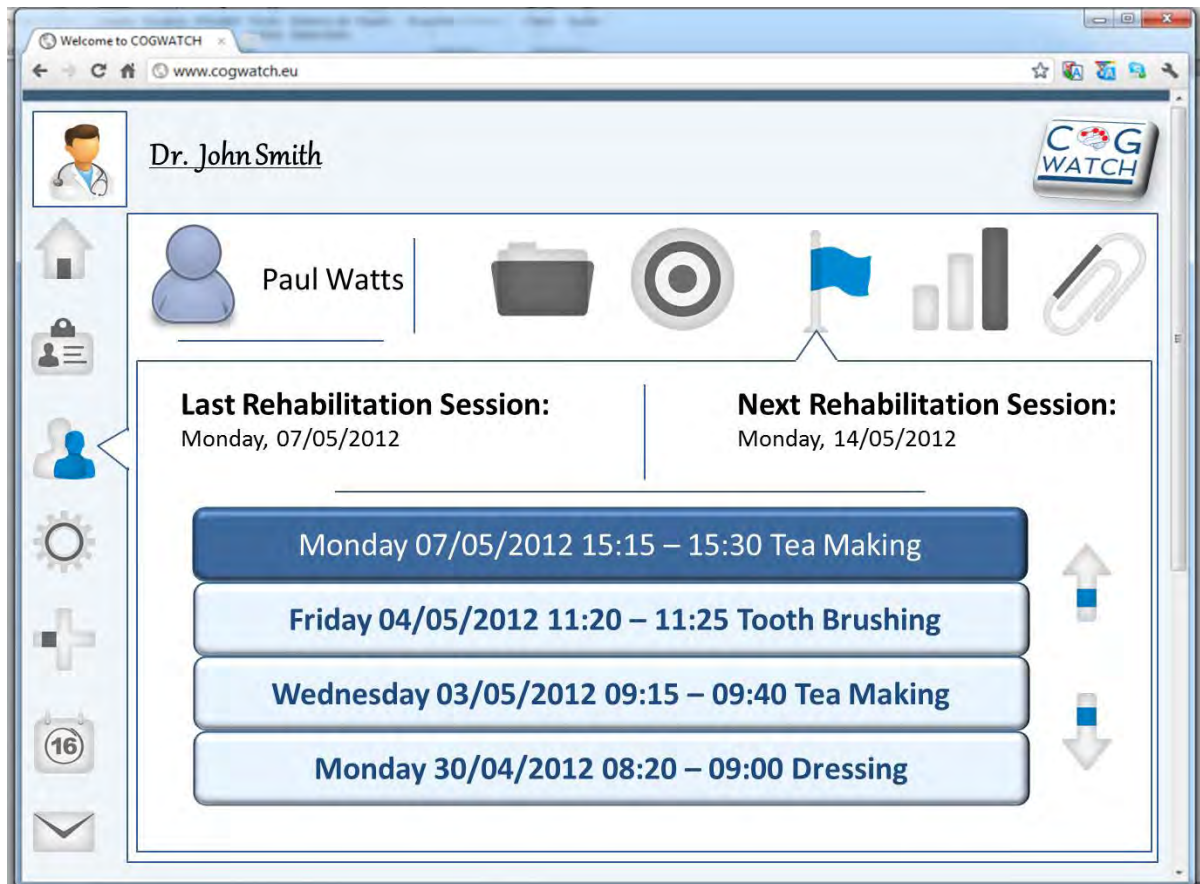 Welcome to COGWATCH
www.cogwatch.eu
Dr. John Smith
COG
WATCH
Paul Watts
Last Rehabilitation Session:
Monday, 07/05/2012
Next Rehabilitation Session:
Monday, 14/05/2012
Monday 07/05/2012 15:15 – 15:30 Tea Making
Friday 04/05/2012 11:20 – 11:25 Tooth Brushing
Wednesday 03/05/2012 09:15 – 09:40 Tea Making
Monday 30/04/2012 08:20 – 09:00 Dressing
16